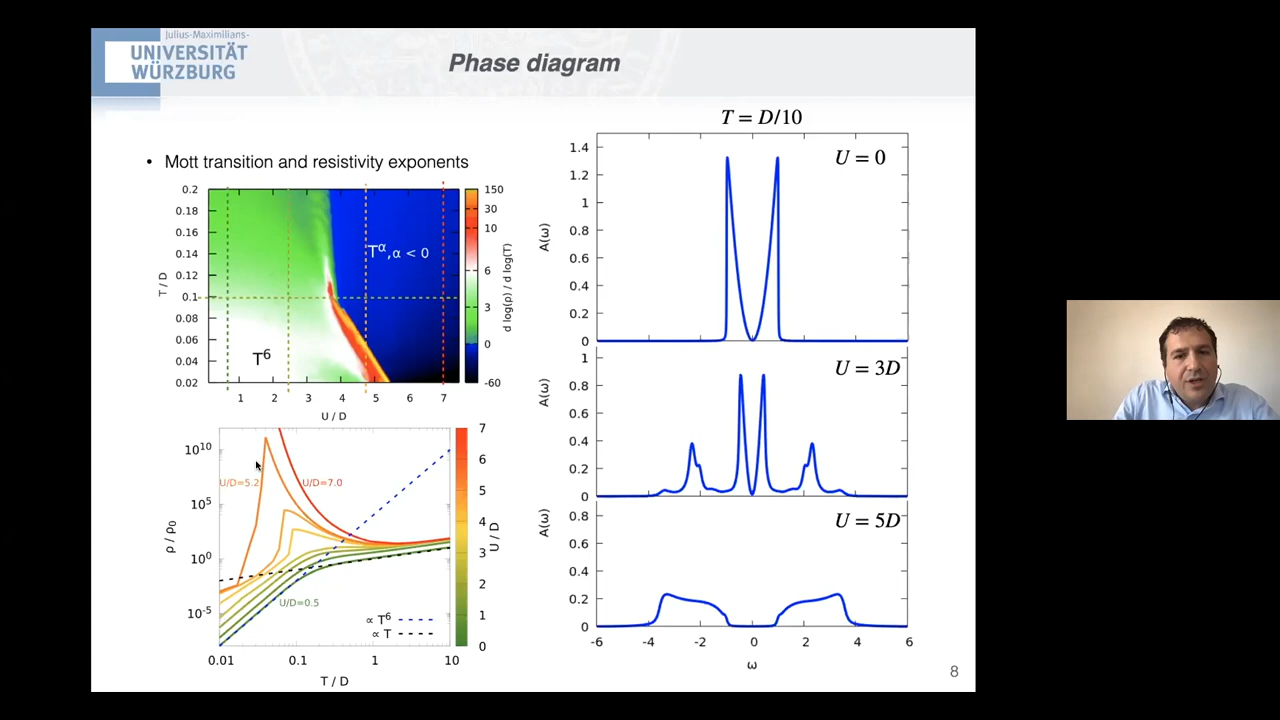 Julius-Maximilians-
UNIVERSITÄT
WÜRZBURG
Phase diagram
• Mott transition and resistivity exponents
0.2
0.18
0.16
0.14
0.12
0.1
0.08
0.06
0.04
0.02
T / D
T^α, α < 0
T^6
1 2 3 4 5 6 7
U / D
150
30
10
6
3
0
-60
d log(ρ) / d log(T)
10^10
10^5
10^0
10^-5
ρ / ρ_0
U/D=5.2
U/D=7.0
U/D=0.5
∝ T^6
∝ T
0.01 0.1 1 10
T / D
7
6
5
4
3
2
1
0
U / D
T = D/10
U = 0
1.4
1.2
1
0.8
0.6
0.4
0.2
0
A(ω)
U = 3D
1
0.8
0.6
0.4
0.2
0
A(ω)
U = 5D
0.8
0.6
0.4
0.2
0
A(ω)
-6 -4 -2 0 2 4 6
ω
8